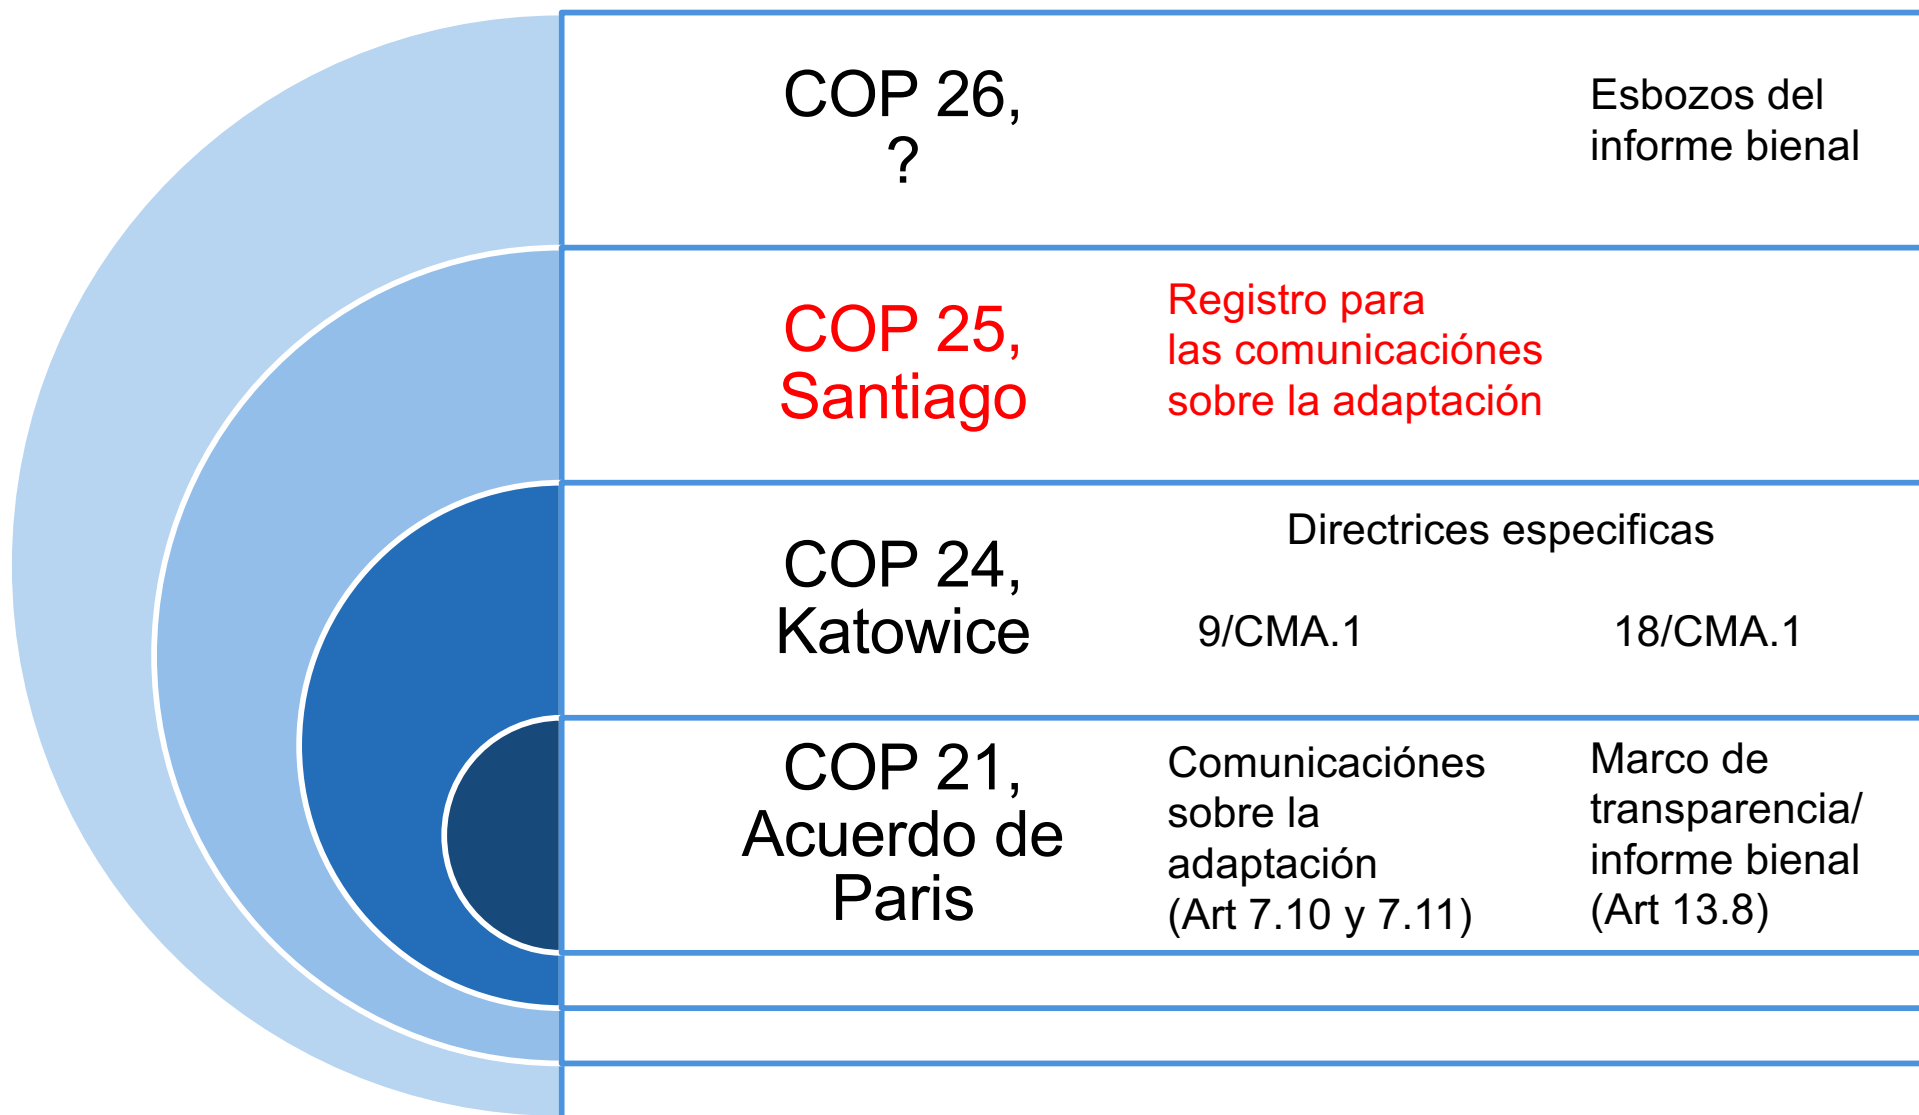 COP 26,
?
Esbozos del
informe bienal
COP 25,
Santiago
Registro para
las comunicaciónes
sobre la adaptación
COP 24,
Katowice
Directrices especificas
9/CMA.1
18/CMA.1
COP 21,
Acuerdo de
Paris
Comunicaciónes
sobre la
adaptación
(Art 7.10 y 7.11)
Marco de
transparencia/
informe bienal
(Art 13.8)